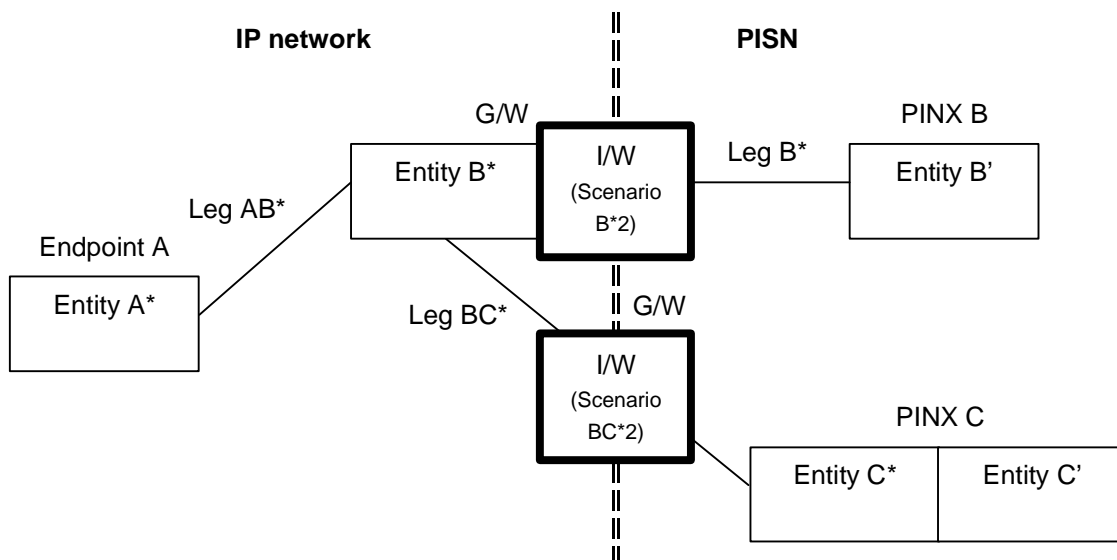 IP network
PISN
G/W
PINX B
I/W
(Scenario
B*2)
Entity B*
Leg B*
Entity B’
Leg AB*
Endpoint A
Entity A*
Leg BC*
G/W
I/W
(Scenario
BC*2)
PINX C
Entity C*
Entity C’